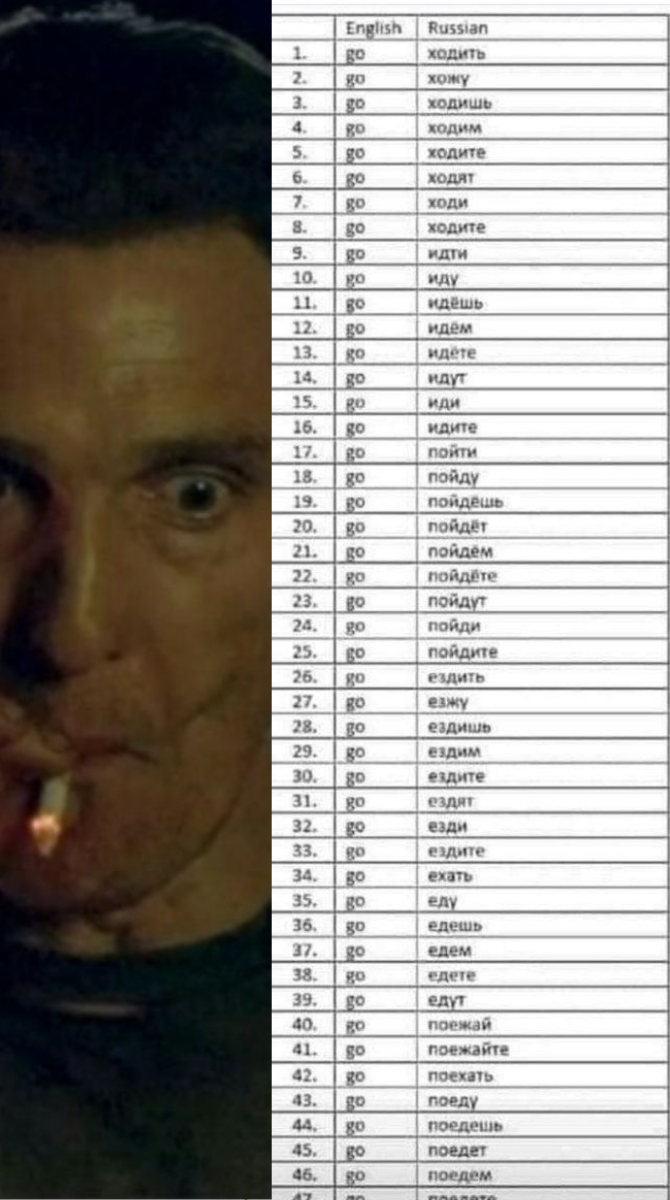 English Russian
1. go ходить
2. go хожу
3. go ходишь
4. go ходим
5. go ходите
6. go ходят
7. go ходи
8. go ходите
9. go идти
10. go иду
11. go идёшь
12. go идём
13. go идёте
14. go идут
15. go иди
16. go идите
17. go пойти
18. go пойду
19. go пойдёшь
20. go пойдёт
21. go пойдём
22. go пойдёте
23. go пойдут
24. go пойди
25. go пойдите
26. go ездить
27. go езжу
28. go ездишь
29. go ездим
30. go ездите
31. go ездят
32. go езди
33. go ездите
34. go ехать
35. go еду
36. go едешь
37. go едем
38. go едете
39. go едут
40. go поежай
41. go поежайте
42. go поехать
43. go поеду
44. go поедешь
45. go поедет
46. go поедем
47. go поедете